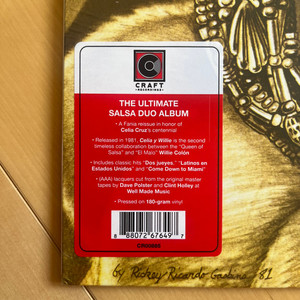 CRAFT
RECORDINGS
THE ULTIMATE
SALSA DUO ALBUM
• A Fania reissue in honor of
Celia Cruz's centennial
• Released in 1981, Celia y Willie is the second
timeless collaboration between the "Queen of
Salsa" and "El Malo" Willie Colón
• Includes classic hits "Dos jueyes," "Latinos en
Estados Unidos" and "Come Down to Miami"
• (AAA) lacquers cut from the original master
tapes by Dave Polster and Clint Holley at
Well Made Music
• Pressed on 180-gram vinyl
8 88072 67649 7
by Rickey Ricardo Gaskins '81